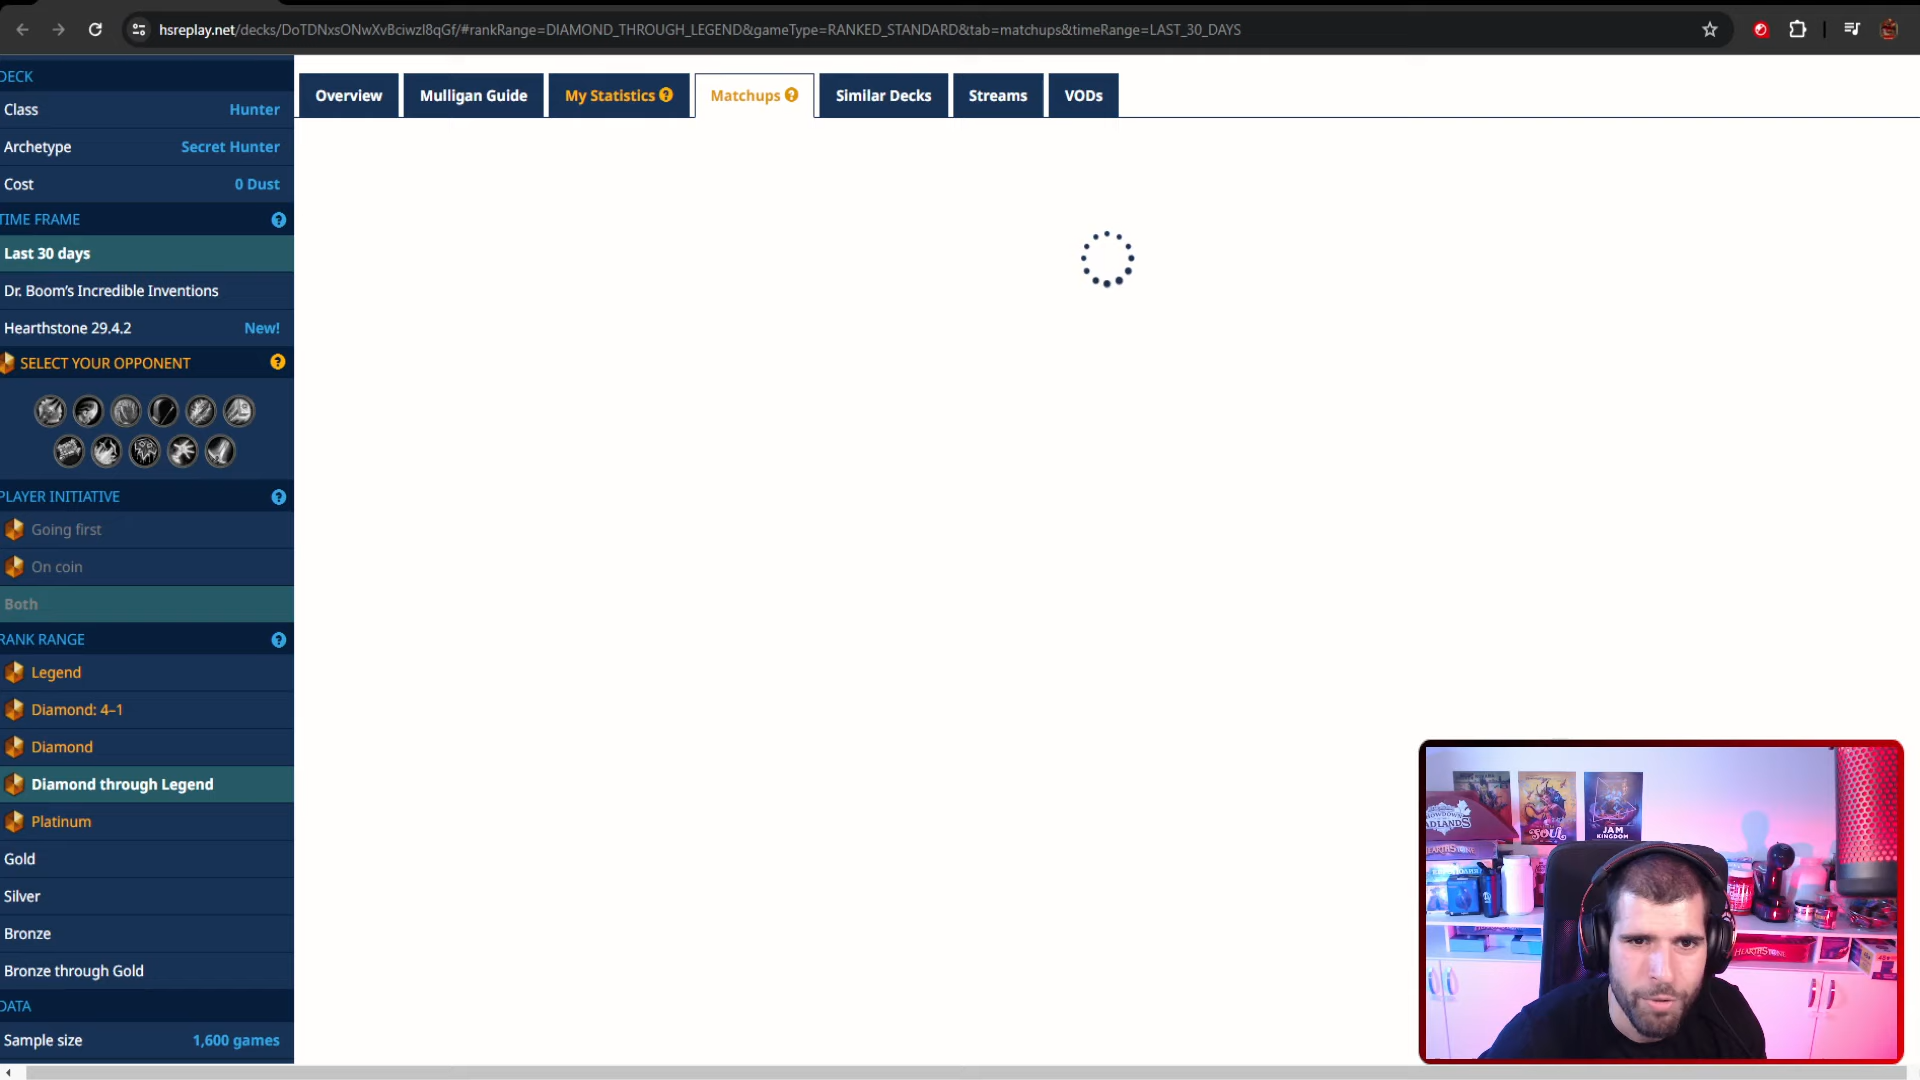 hsreplay.net/decks/DoTDNxsONwXvBciwzl8qGf/#rankRange=DIAMOND_THROUGH_LEGEND&gameType=RANKED_STANDARD&tab=matchups&timeRange=LAST_30_DAYS
Overview
Mulligan Guide
My Statistics ?
Matchups ?
Similar Decks
Streams
VODs
DECK
Class Hunter
Archetype Secret Hunter
Cost 0 Dust
TIME FRAME ?
Last 30 days
Dr. Boom's Incredible Inventions
Hearthstone 29.4.2 New!
SELECT YOUR OPPONENT ?
PLAYER INITIATIVE ?
Going first
On coin
Both
RANK RANGE ?
Legend
Diamond: 4–1
Diamond
Diamond through Legend
Platinum
Gold
Silver
Bronze
Bronze through Gold
DATA
Sample size 1,600 games
SOUL
JAM
KINGDOM
HEARTHSTONE